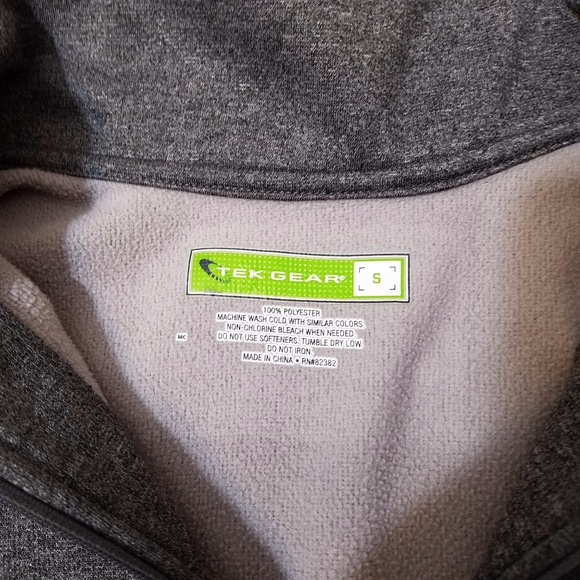 TEK GEAR® S
100% POLYESTER
MACHINE WASH COLD WITH SIMILAR COLORS.
NON-CHLORINE BLEACH WHEN NEEDED.
DO NOT USE SOFTENERS. TUMBLE DRY, LOW.
DO NOT IRON.
MADE IN CHINA • RN#82382
MC